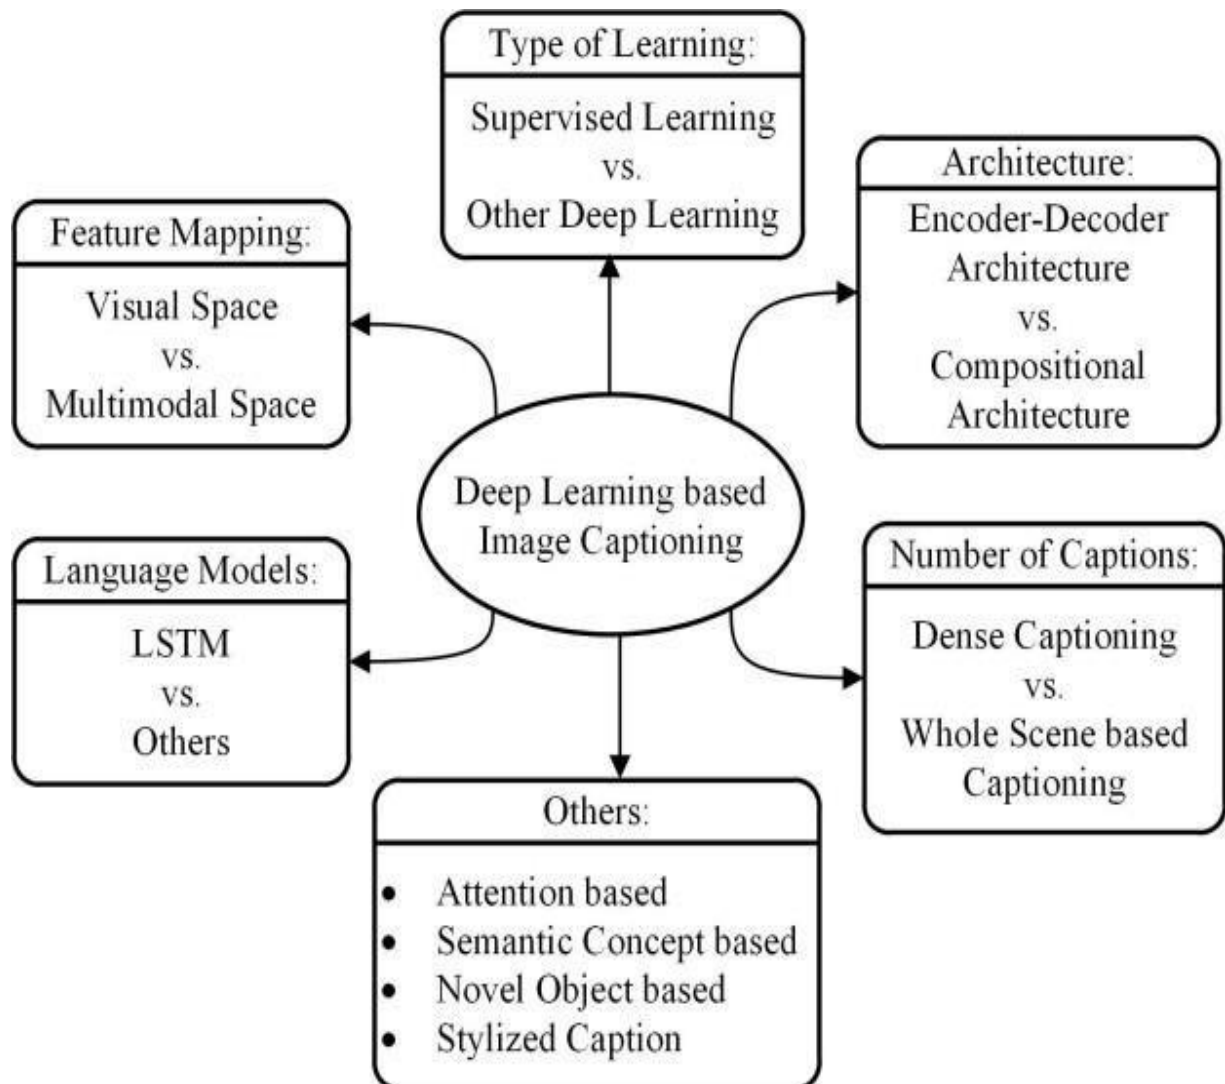 Type of Learning:
Supervised Learning
vs.
Other Deep Learning
Architecture:
Encoder-Decoder
Architecture
vs.
Compositional
Architecture
Feature Mapping:
Visual Space
vs.
Multimodal Space
Deep Learning based
Image Captioning
Language Models:
LSTM
vs.
Others
Number of Captions:
Dense Captioning
vs.
Whole Scene based
Captioning
Others:
• Attention based
• Semantic Concept based
• Novel Object based
• Stylized Caption